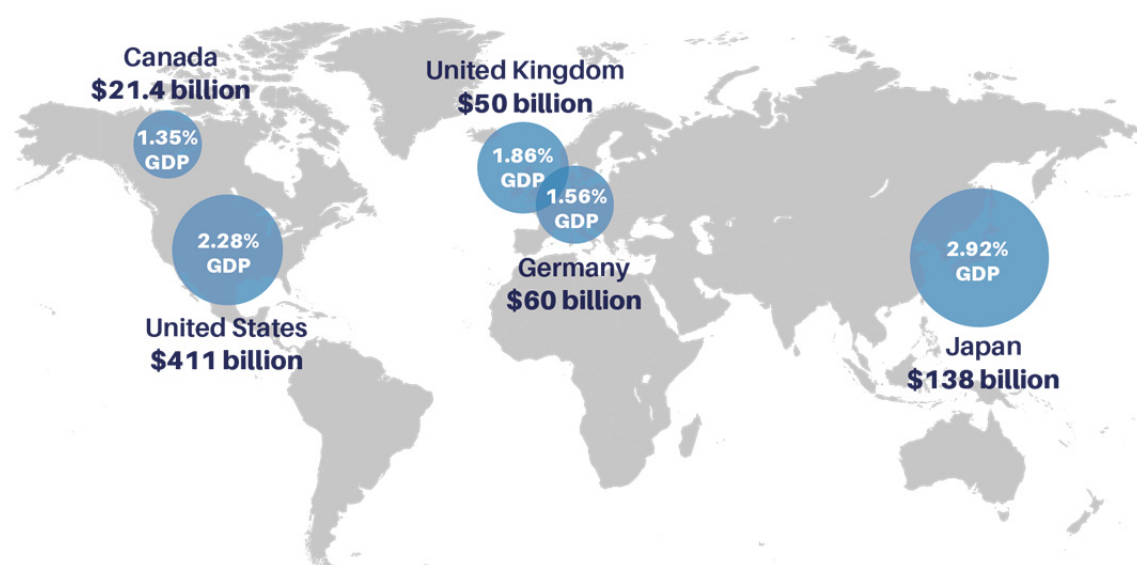 Canada
$21.4 billion
1.35%
GDP
United Kingdom
$50 billion
1.86%
GDP
1.56%
GDP
Germany
$60 billion
2.28%
GDP
United States
$411 billion
2.92%
GDP
Japan
$138 billion